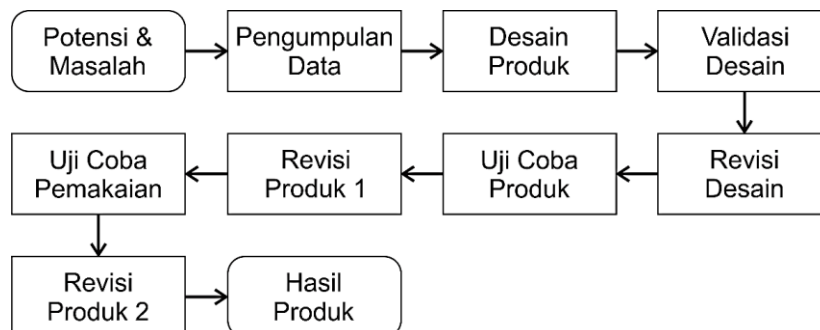 Potensi &
Masalah
Pengumpulan
Data
Desain
Produk
Validasi
Desain
Revisi
Desain
Uji Coba
Produk
Revisi
Produk 1
Uji Coba
Pemakaian
Revisi
Produk 2
Hasil
Produk